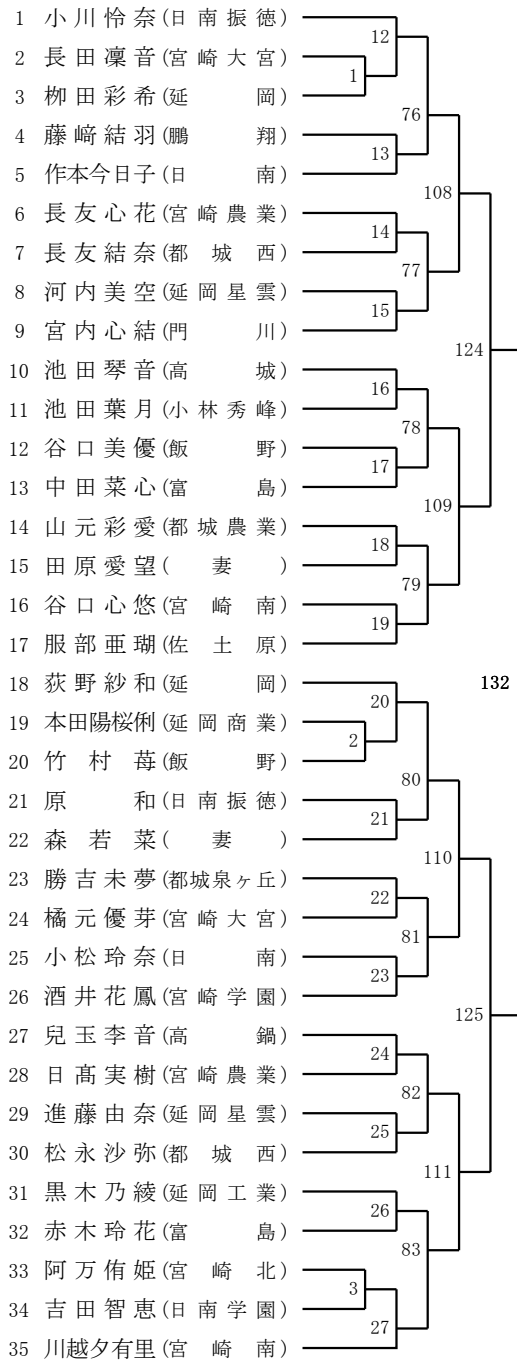 1 小川怜奈(日南振徳)
12
2 長田凜音(宮崎大宮)
1
3 栁田彩希(延岡)
76
4 藤﨑結羽(鵬翔)
13
5 作本今日子(日南)
108
6 長友心花(宮崎農業)
14
7 長友結奈(都城西)
77
8 河内美空(延岡星雲)
15
9 宮内心結(門川)
124
10 池田琴音(高城)
16
11 池田葉月(小林秀峰)
78
12 谷口美優(飯野)
17
13 中田菜心(富島)
109
14 山元彩愛(都城農業)
18
15 田原愛望(妻)
79
16 谷口心悠(宮崎南)
19
17 服部亜瑚(佐土原)
18 荻野紗和(延岡)
132
20
19 本田陽桜俐(延岡商業)
2
20 竹村苺(飯野)
80
21 原和(日南振徳)
21
22 森若菜(妻)
110
23 勝吉未夢(都城泉ヶ丘)
22
24 橘元優芽(宮崎大宮)
81
25 小松玲奈(日南)
23
26 酒井花鳳(宮崎学園)
125
27 兒玉李音(高鍋)
24
28 日髙実樹(宮崎農業)
82
29 進藤由奈(延岡星雲)
25
30 松永沙弥(都城西)
111
31 黒木乃綾(延岡工業)
26
32 赤木玲花(富島)
83
33 阿万侑姫(宮崎北)
3
34 吉田智恵(日南学園)
27
35 川越夕有里(宮崎南)